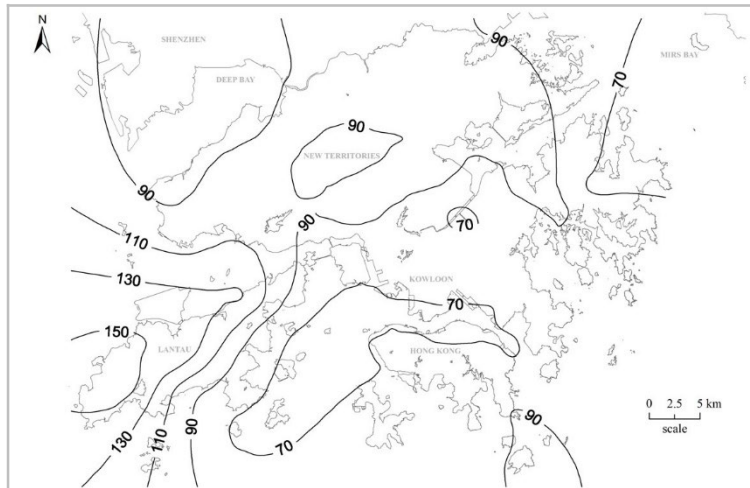 N
SHENZHEN
90
MIRS BAY
70
DEEP BAY
90
NEW TERRITORIES
90
90
70
110
130
KOWLOON
70
150
LANTAU
HONG KONG
0 2.5 5 km
scale
90
70
90
110
130